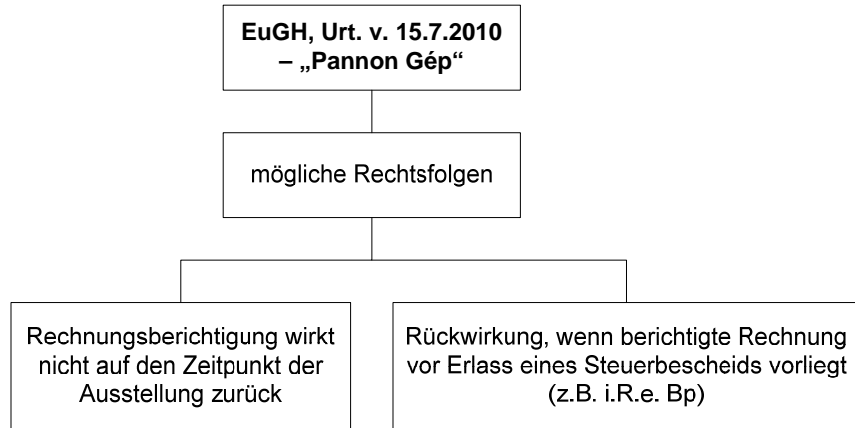 EuGH, Urt. v. 15.7.2010
– „Pannon Gép“
mögliche Rechtsfolgen
Rechnungsberichtigung wirkt
nicht auf den Zeitpunkt der
Ausstellung zurück
Rückwirkung, wenn berichtigte Rechnung
vor Erlass eines Steuerbescheids vorliegt
(z.B. i.R.e. Bp)